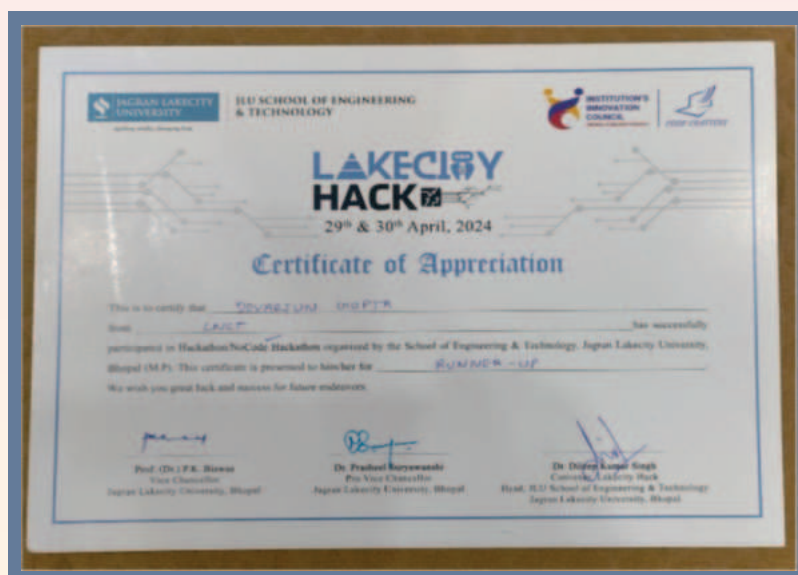 JAGRAN LAKECITY
UNIVERSITY
JLU SCHOOL OF ENGINEERING
& TECHNOLOGY
INSTITUTION'S
INNOVATION
COUNCIL
LAKECITY
HACK
29th & 30th April, 2024
Certificate of Appreciation
This is to certify that DEVARJUN GUPTA
from LNCT has successfully
participated in Hackathon/NoCode Hackathon organized by the School of Engineering & Technology, Jagran Lakecity University,
Bhopal (M.P). This certificate is presented to him/her for RUNNER-UP
We wish you great luck and success for future endeavors.
Prof. (Dr.) P.K. Biswas
Vice Chancellor
Jagran Lakecity University, Bhopal
Dr. Prasheel Suryawanshi
Pro Vice Chancellor
Jagran Lakecity University, Bhopal
Dr. Kumar Singh
Convener, Lakecity Hack
Head, JLU School of Engineering & Technology
Jagran Lakecity University, Bhopal